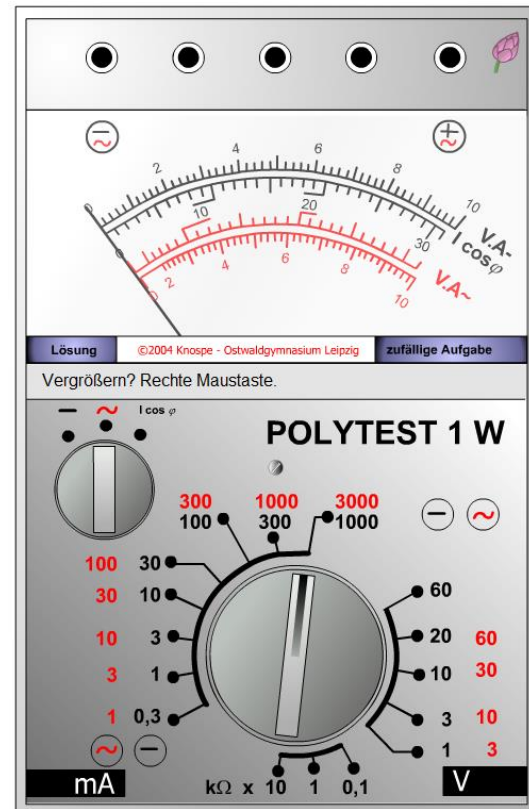 − +
~ ~
0 2 4 6 8 10
10 20 30
V.A-
I cos φ
0 2 4 6 8 10
V.A~
Lösung ©2004 Knospe - Ostwaldgymnasium Leipzig zufällige Aufgabe
Vergrößern? Rechte Maustaste.
− ~ I cos φ
POLYTEST 1 W
300 1000 3000
100 300 1000
− ~
100 30
30 10
10 3
3 1
1 0,3
~ −
60
20 60
10 30
3 10
1 3
mA kΩ x 10 1 0,1 V